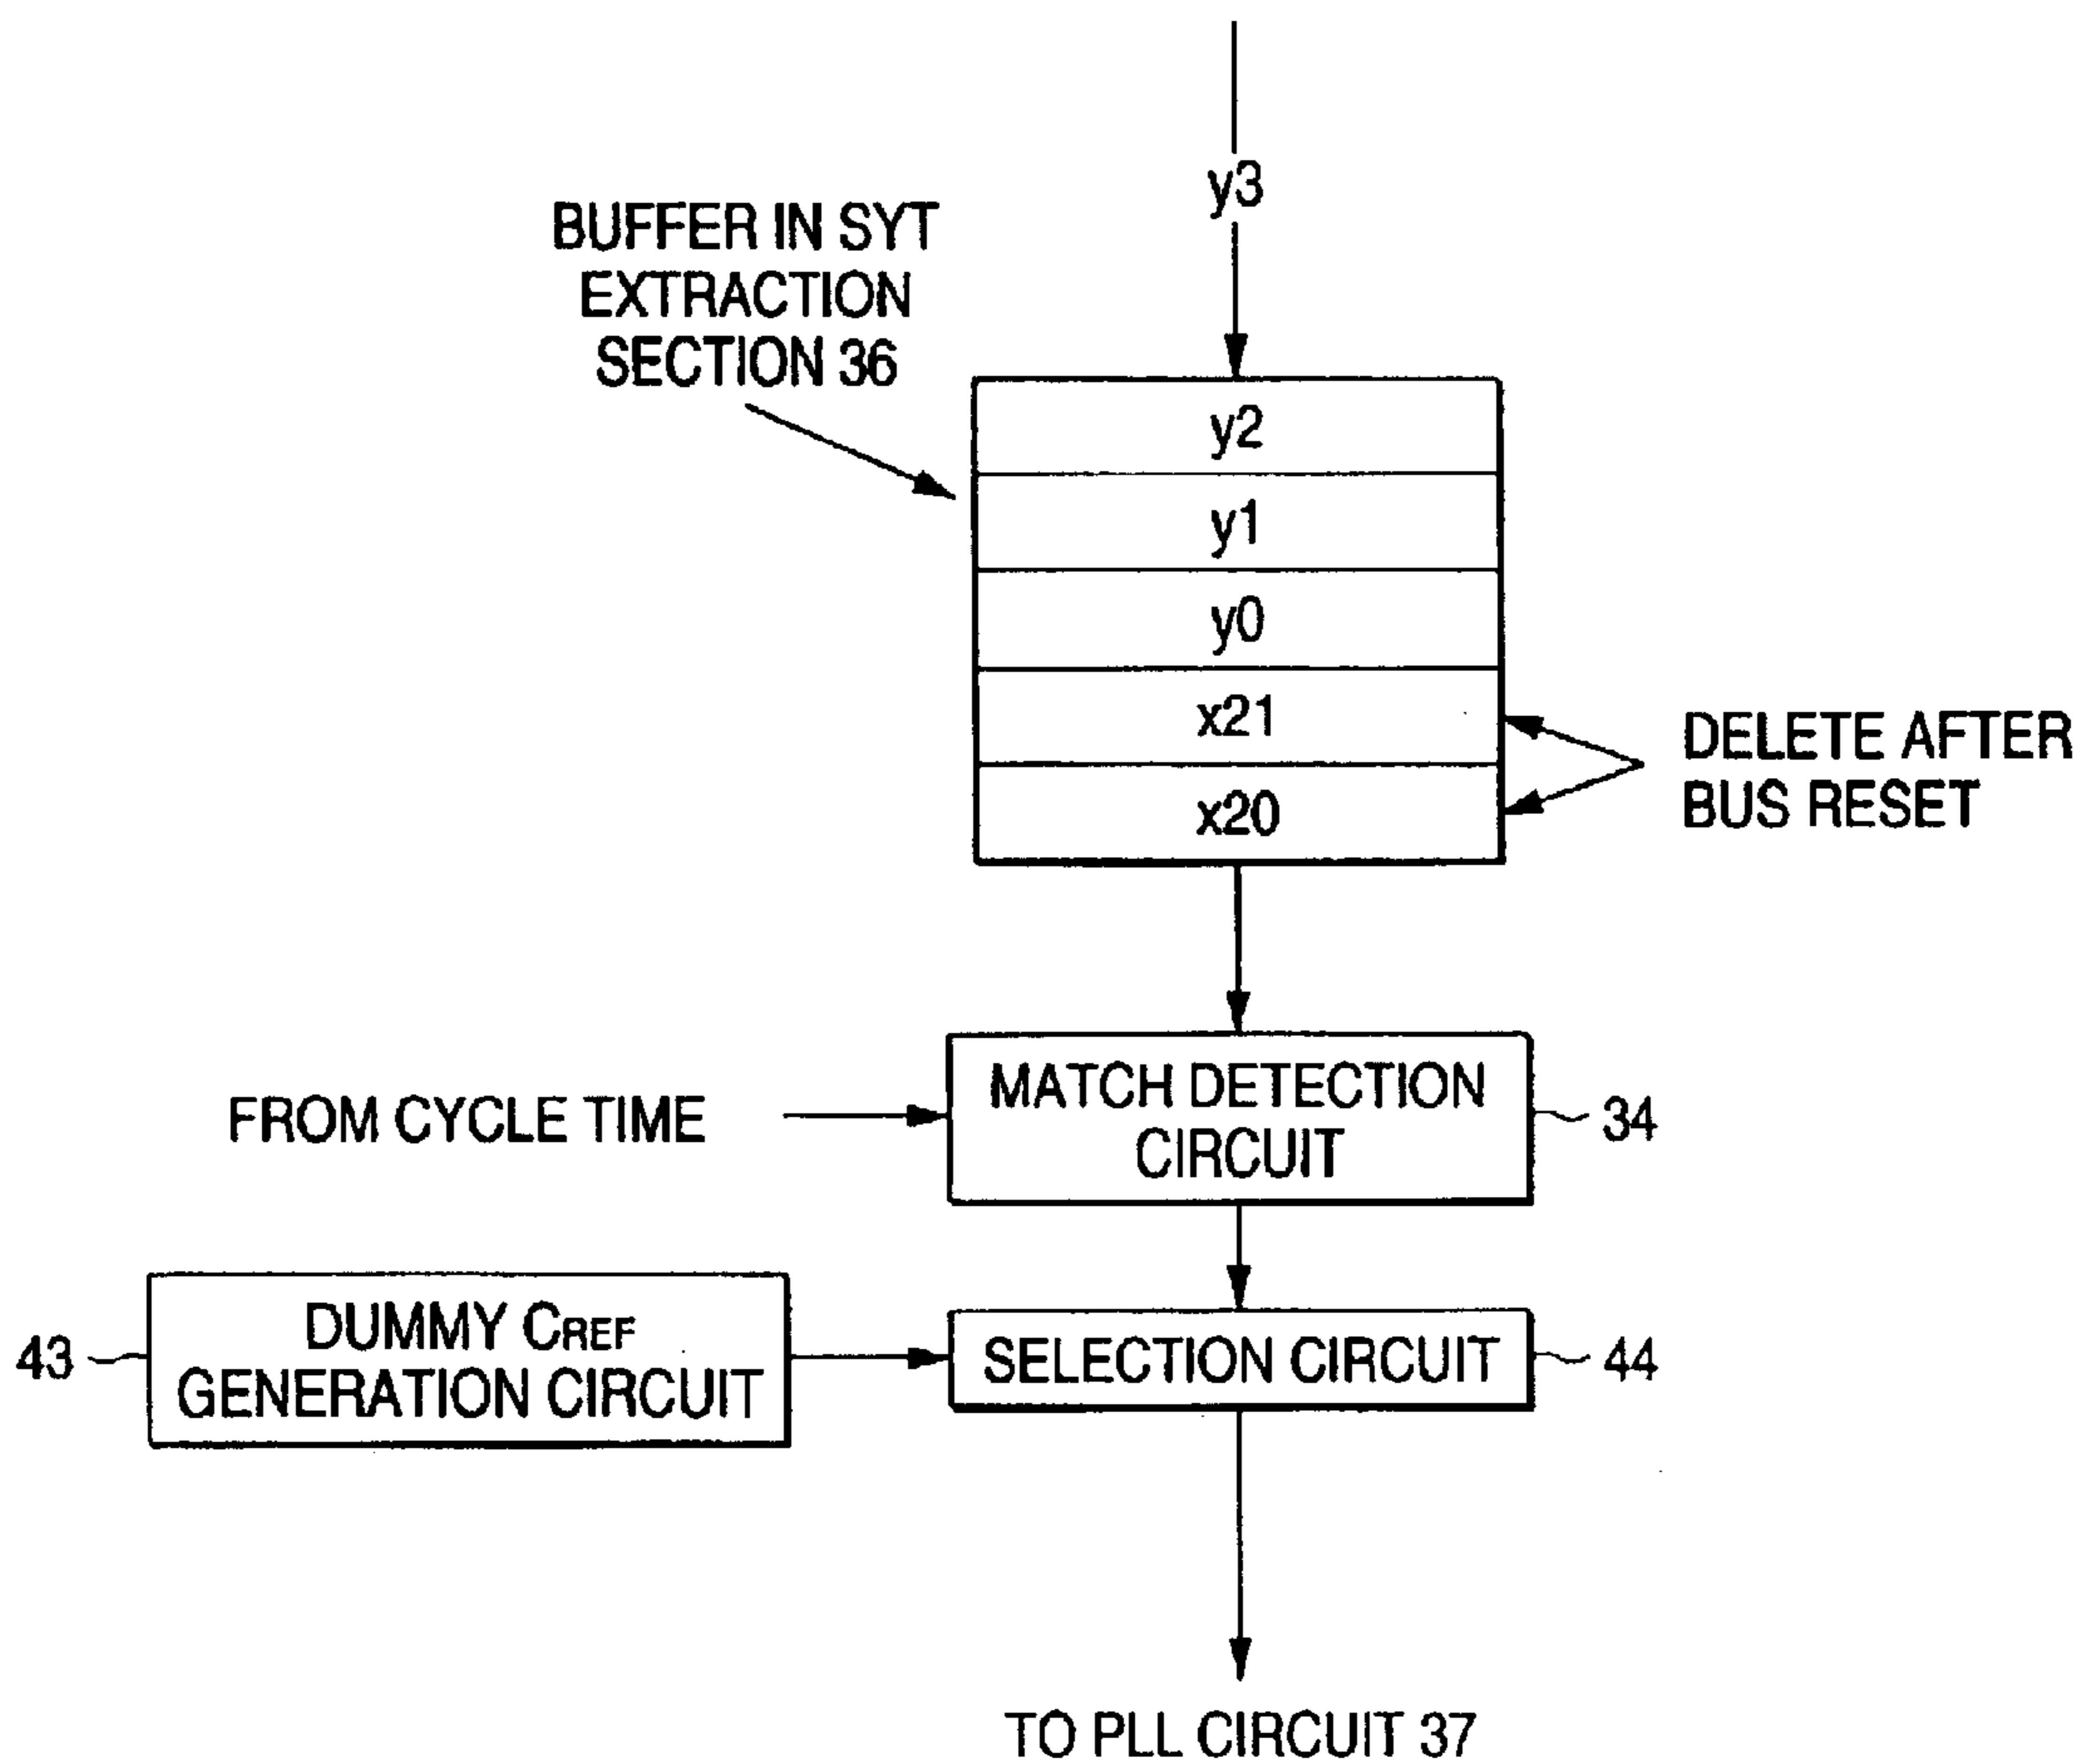 y3
BUFFER IN SYT
EXTRACTION
SECTION 36
y2
y1
y0
x21
x20
DELETE AFTER
BUS RESET
FROM CYCLE TIME
MATCH DETECTION
CIRCUIT
34
43
DUMMY CREF
GENERATION CIRCUIT
SELECTION CIRCUIT
44
TO PLL CIRCUIT 37